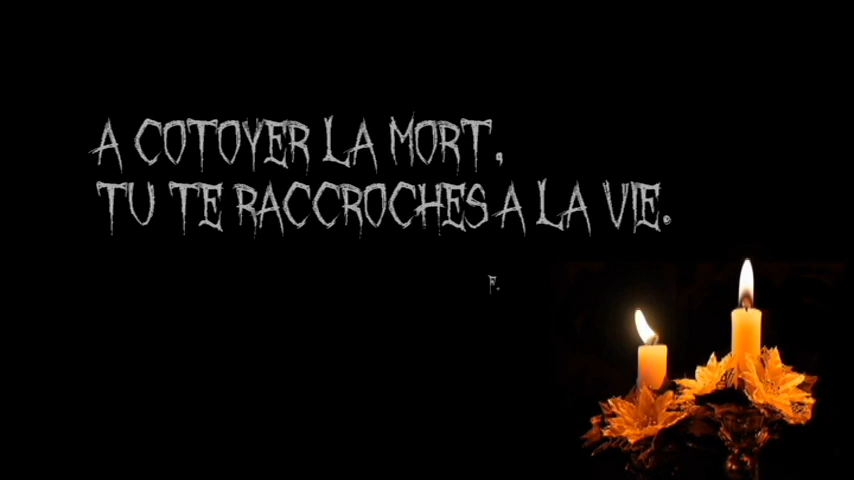 A COTOYER LA MORT,
TU TE RACCROCHES A LA VIE.
F.